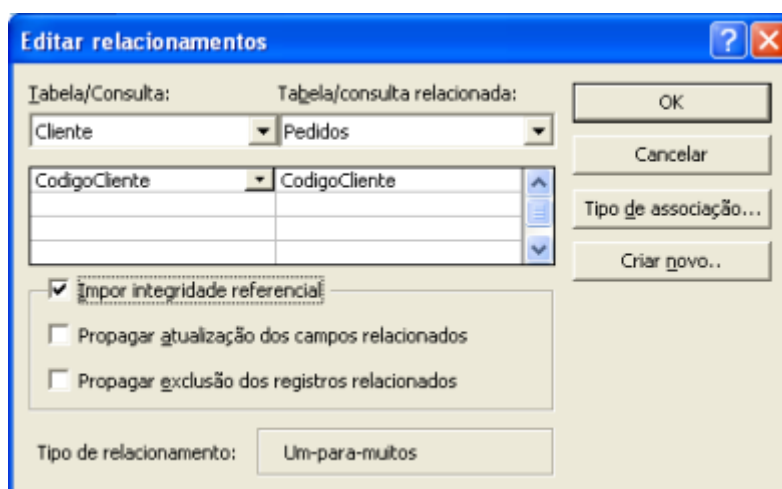 Editar relacionamentos
Tabela/Consulta: Tabela/consulta relacionada:
Cliente Pedidos
CodigoCliente CodigoCliente
OK
Cancelar
Tipo de associação...
Criar novo..
Impor integridade referencial
Propagar atualização dos campos relacionados
Propagar exclusão dos registros relacionados
Tipo de relacionamento: Um-para-muitos